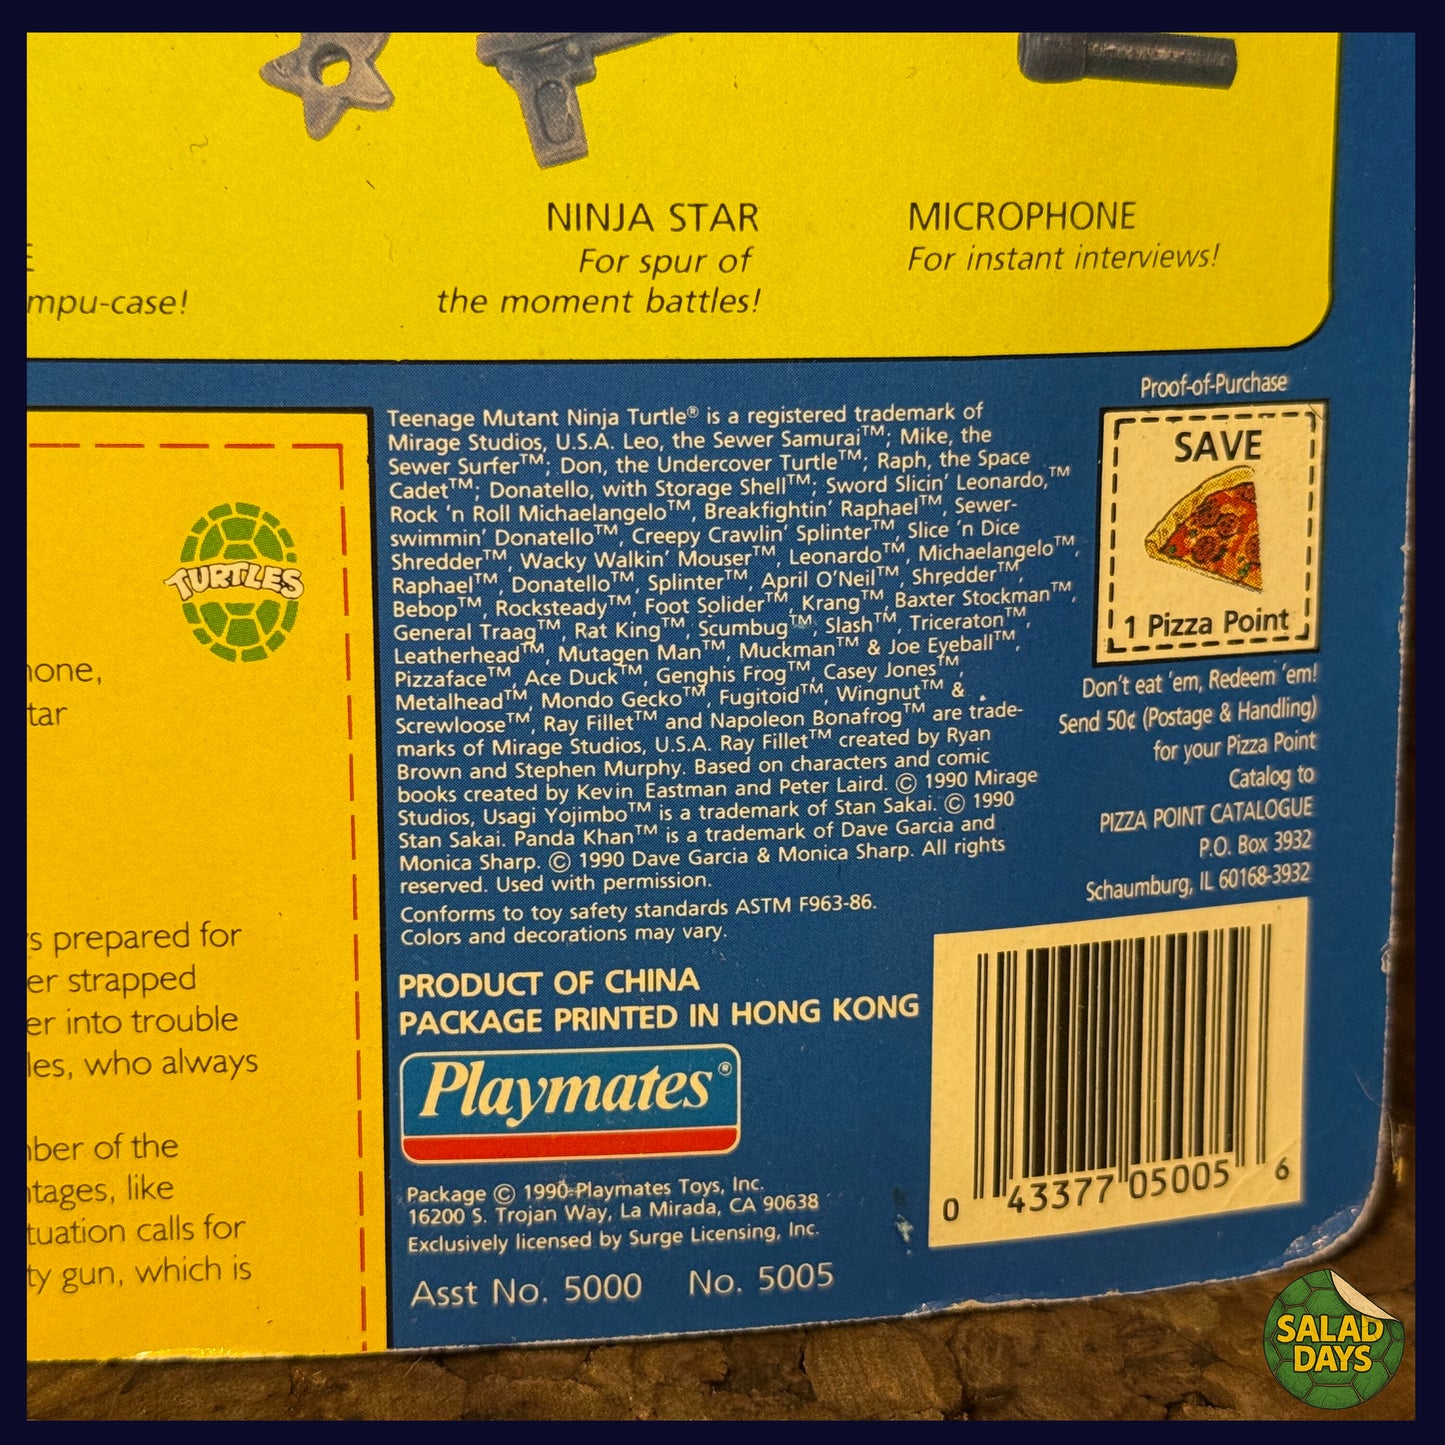 NINJA STAR
For spur of
the moment battles!
MICROPHONE
For instant interviews!
E
mpu-case!
TURTLES
hone,
tar
s prepared for
er strapped
er into trouble
les, who always
ber of the
tages, like
tuation calls for
ty gun, which is
Teenage Mutant Ninja Turtle® is a registered trademark of
Mirage Studios, U.S.A. Leo, the Sewer Samurai™; Mike, the
Sewer Surfer™; Don, the Undercover Turtle™; Raph, the Space
Cadet™; Donatello, with Storage Shell™; Sword Slicin' Leonardo,™
Rock 'n Roll Michaelangelo™, Breakfightin' Raphael™, Sewer-
swimmin' Donatello™, Creepy Crawlin' Splinter™, Slice 'n Dice
Shredder™, Wacky Walkin' Mouser™, Leonardo™, Michaelangelo™,
Raphael™, Donatello™, Splinter™, April O'Neil™, Shredder™,
Bebop™, Rocksteady™, Foot Solider™, Krang™, Baxter Stockman™,
General Traag™, Rat King™, Scumbug™, Slash™, Triceraton™,
Leatherhead™, Mutagen Man™, Muckman™ & Joe Eyeball™,
Pizzaface™, Ace Duck™, Genghis Frog™, Casey Jones™,
Metalhead™, Mondo Gecko™, Fugitoid™, Wingnut™ &
Screwloose™, Ray Fillet™ and Napoleon Bonafrog™ are trade-
marks of Mirage Studios, U.S.A. Ray Fillet™ created by Ryan
Brown and Stephen Murphy. Based on characters and comic
books created by Kevin Eastman and Peter Laird. © 1990 Mirage
Studios, Usagi Yojimbo™ is a trademark of Stan Sakai. © 1990
Stan Sakai. Panda Khan™ is a trademark of Dave Garcia and
Monica Sharp. © 1990 Dave Garcia & Monica Sharp. All rights
reserved. Used with permission.
Conforms to toy safety standards ASTM F963-86.
Colors and decorations may vary.
PRODUCT OF CHINA
PACKAGE PRINTED IN HONG KONG
Playmates®
Package © 1990 Playmates Toys, Inc.
16200 S. Trojan Way, La Mirada, CA 90638
Exclusively licensed by Surge Licensing, Inc.
Asst No. 5000 No. 5005
Proof-of-Purchase
SAVE
1 Pizza Point
Don't eat 'em, Redeem 'em!
Send 50¢ (Postage & Handling)
for your Pizza Point
Catalog to
PIZZA POINT CATALOGUE
P.O. Box 3932
Schaumburg, IL 60168-3932
0 43377 05005 6
SALAD
DAYS